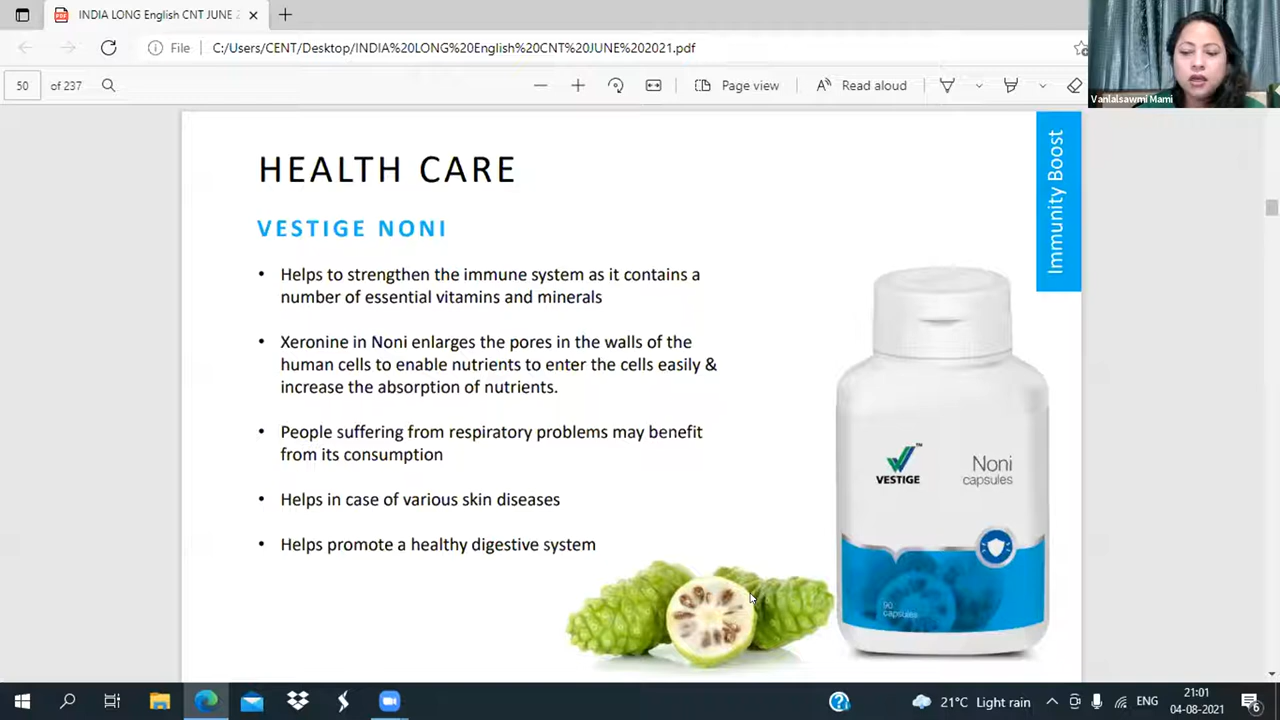 INDIA LONG English CNT JUNE 2
File
C:/Users/CENT/Desktop/INDIA%20LONG%20English%20CNT%20JUNE%202021.pdf
50 of 237
Page view
Read aloud
Vanlalsawmi Mami
HEALTH CARE
Immunity Boost
VESTIGE NONI
• Helps to strengthen the immune system as it contains a
number of essential vitamins and minerals
• Xeronine in Noni enlarges the pores in the walls of the
human cells to enable nutrients to enter the cells easily &
increase the absorption of nutrients.
• People suffering from respiratory problems may benefit
from its consumption
• Helps in case of various skin diseases
• Helps promote a healthy digestive system
VESTIGE™
Noni
capsules
90
capsules
21°C Light rain
ENG
21:01
04-08-2021
6